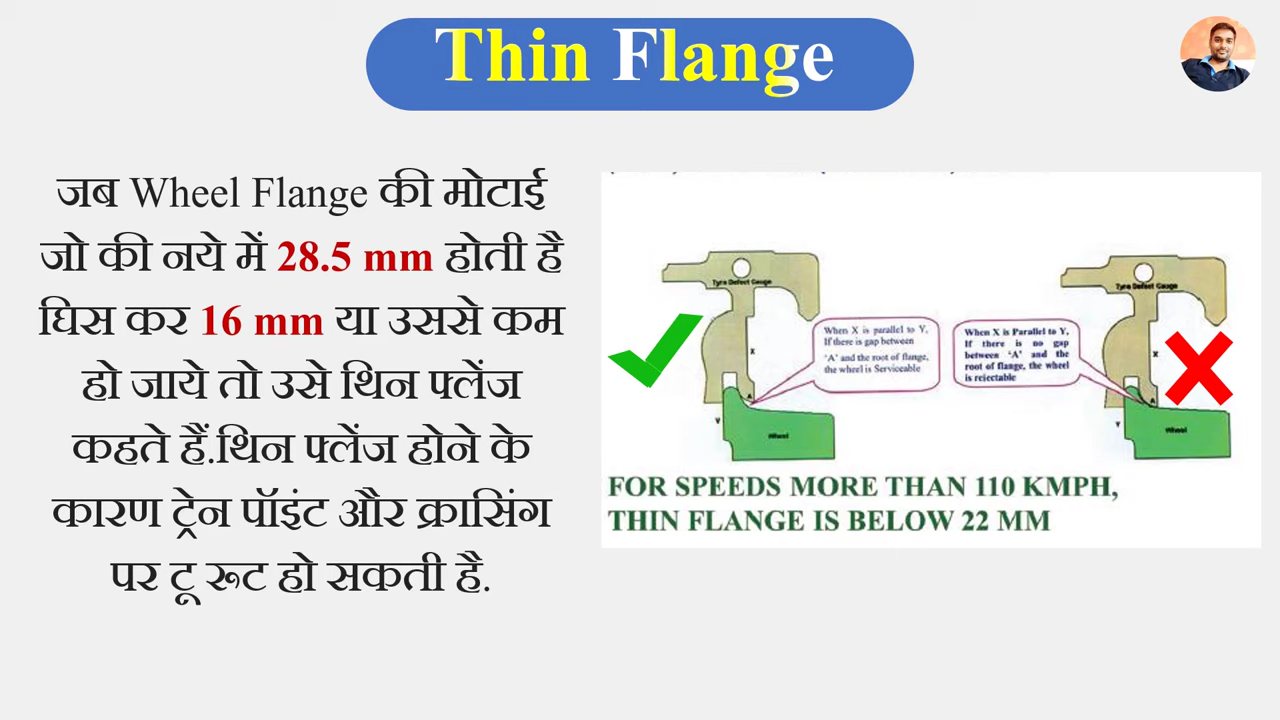 Thin Flange
जब Wheel Flange की मोटाई
जो की नये में 28.5 mm होती है
घिस कर 16 mm या उससे कम
हो जाये तो उसे थिन फ्लेंज
कहते हैं.थिन फ्लेंज होने के
कारण ट्रेन पॉइंट और क्रासिंग
पर टू रूट हो सकती है.
Tyre Defect Gauge
When X is parallel to Y,
If there is gap between
'A' and the root of flange,
the wheel is Serviceable
X
A
Y
Wheel
Tyre Defect Gauge
When X is Parallel to Y,
If there is no gap
between 'A' and the
root of flange, the wheel
is rejectable
X
A
Y
Wheel
FOR SPEEDS MORE THAN 110 KMPH,
THIN FLANGE IS BELOW 22 MM